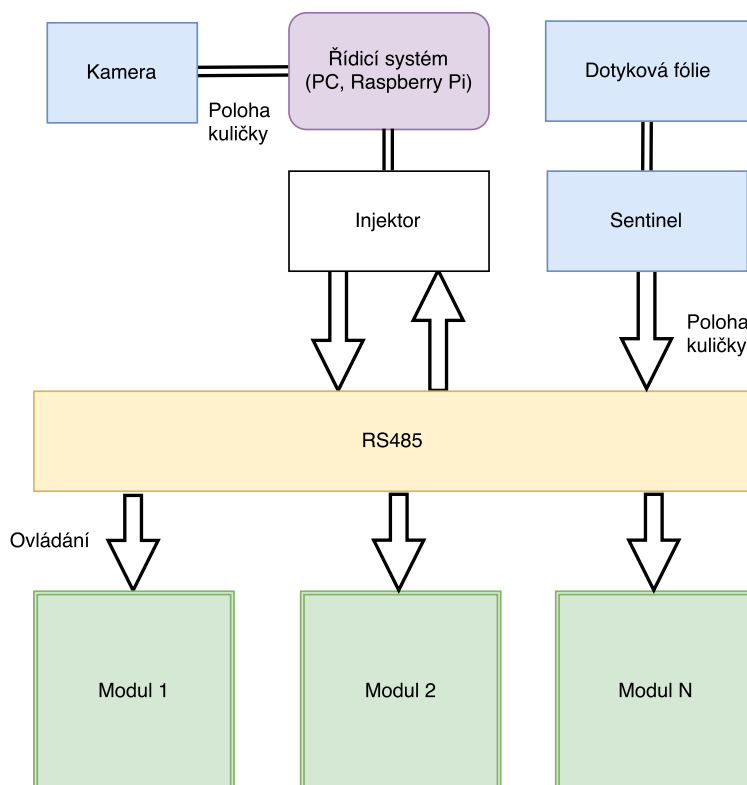 Kamera
Řídicí systém
(PC, Raspberry Pi)
Dotyková fólie
Poloha
kuličky
Injektor
Sentinel
Poloha
kuličky
RS485
Ovládání
Modul 1
Modul 2
Modul N